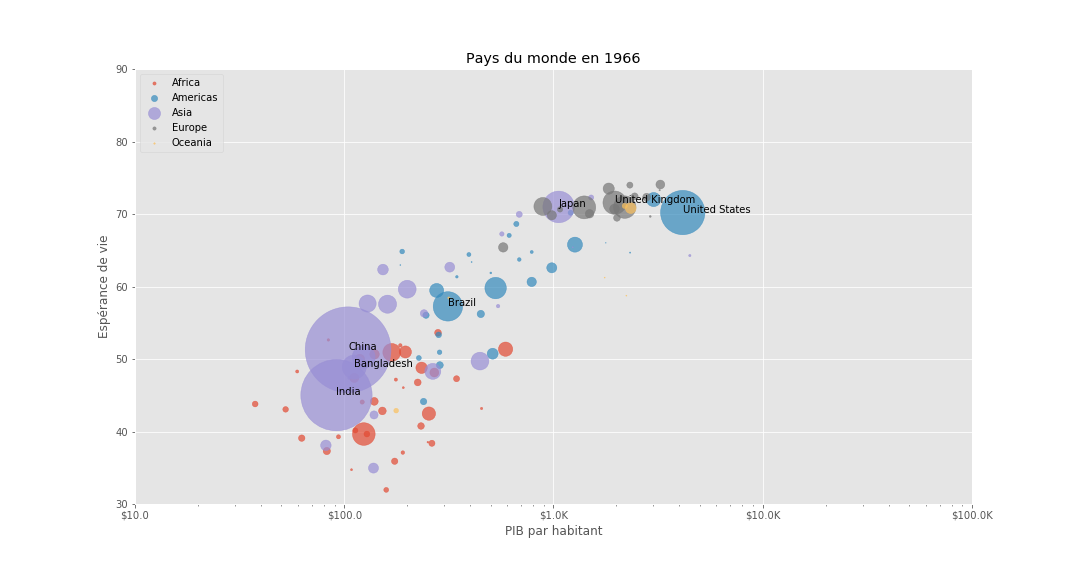 Pays du monde en 1966
Africa
Americas
Asia
Europe
Oceania
Espérance de vie
90
80
70
60
50
40
30
Japan
United Kingdom
United States
Brazil
China
Bangladesh
India
$10.0
$100.0
$1.0K
$10.0K
$100.0K
PIB par habitant